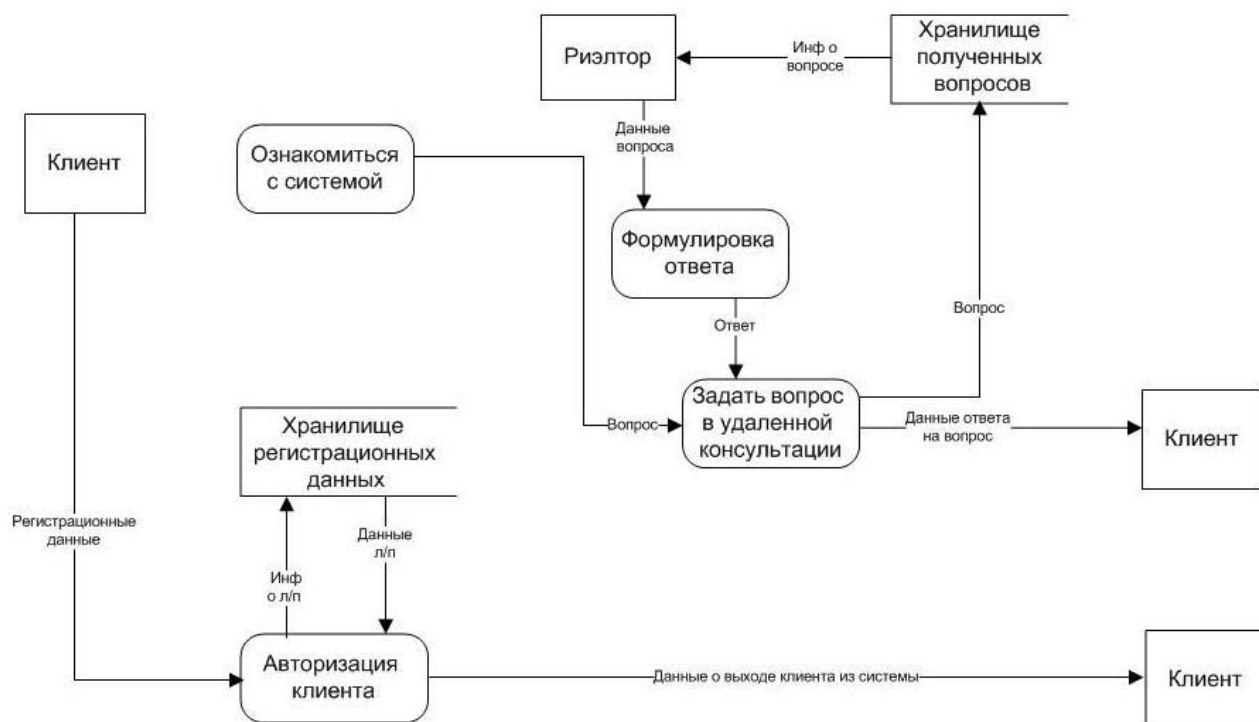 Риэлтор
Инф о
вопросе
Хранилище
полученных
вопросов
Клиент
Ознакомиться
с системой
Данные
вопроса
Формулировка
ответа
Ответ
Вопрос
Задать вопрос
в удаленной
консультации
Вопрос
Данные ответа
на вопрос
Клиент
Хранилище
регистрационных
данных
Регистрационные
данные
Инф
о л/п
Данные
л/п
Авторизация
клиента
Данные о выходе клиента из системы
Клиент